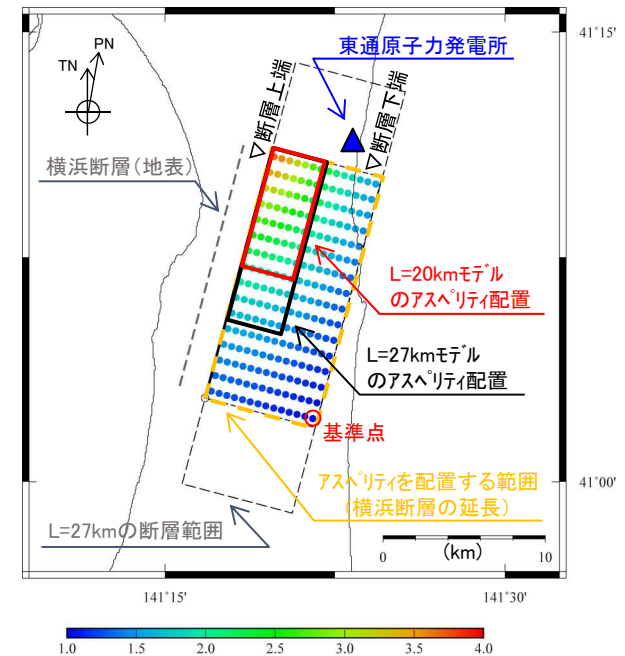 41°15'
東通原子力発電所
PN
TN
▽断層上端
▽断層下端
横浜断層（地表）
L=20kmモデル
のアスペリティ配置
L=27kmモデル
のアスペリティ配置
基準点
アスペリティを配置する範囲
（横浜断層の延長）
41°00'
L=27kmの断層範囲
(km)
0 10
141°15' 141°30'
1.0 1.5 2.0 2.5 3.0 3.5 4.0